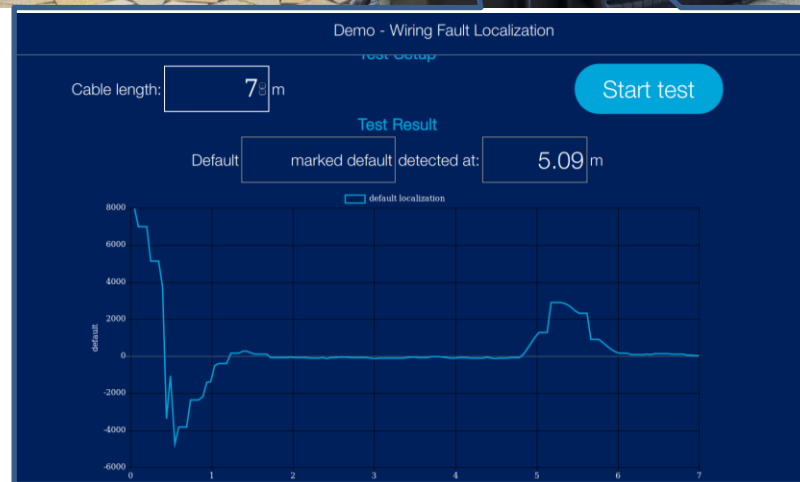 Demo - Wiring Fault Localization
Test Setup
Cable length: 7 m
Start test
Test Result
Default marked default detected at: 5.09 m
default localization
8000
6000
4000
2000
0
-2000
-4000
-6000
default
0 1 2 3 4 5 6 7